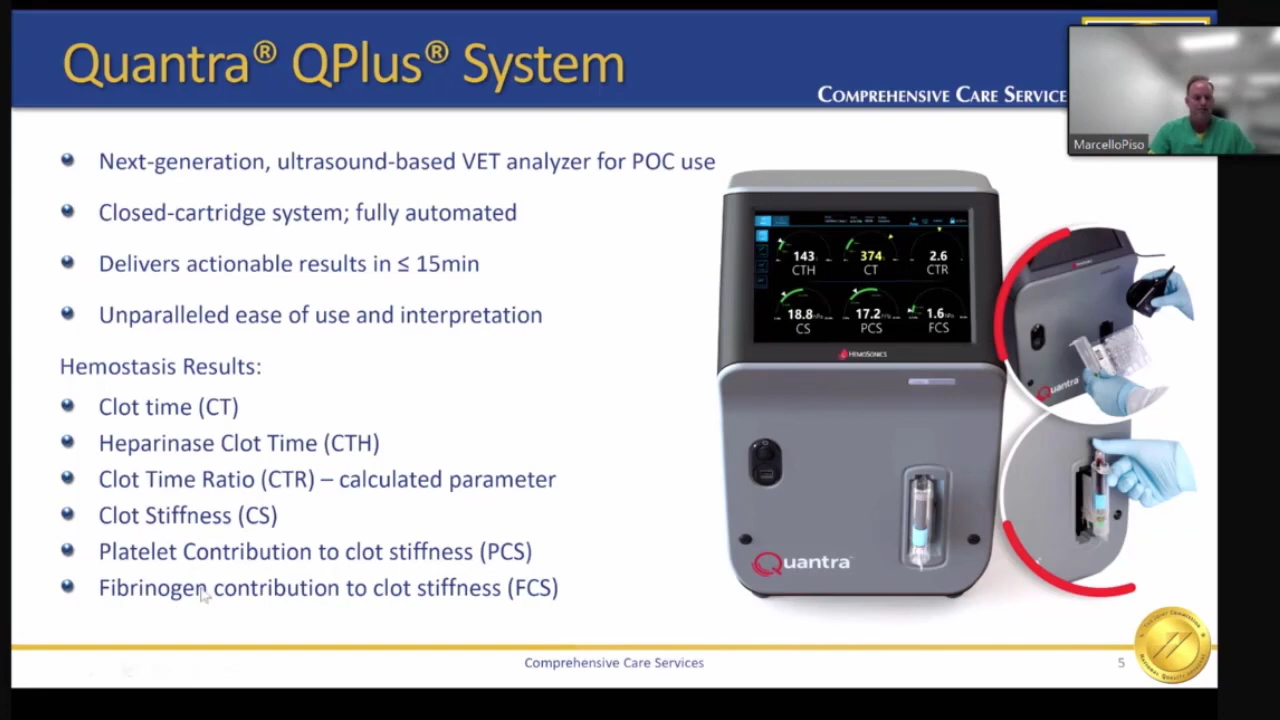 Quantra® QPlus® System
COMPREHENSIVE CARE SERVICE
MarcelloPiso
Next-generation, ultrasound-based VET analyzer for POC use
Closed-cartridge system; fully automated
Delivers actionable results in ≤ 15min
Unparalleled ease of use and interpretation
Hemostasis Results:
Clot time (CT)
Heparinase Clot Time (CTH)
Clot Time Ratio (CTR) – calculated parameter
Clot Stiffness (CS)
Platelet Contribution to clot stiffness (PCS)
Fibrinogen contribution to clot stiffness (FCS)
143 374 2.6
CTH CT CTR
18.8 17.2 1.6
CS PCS FCS
HEMOSONICS
Quantra
Quantra
Comprehensive Care Services
5